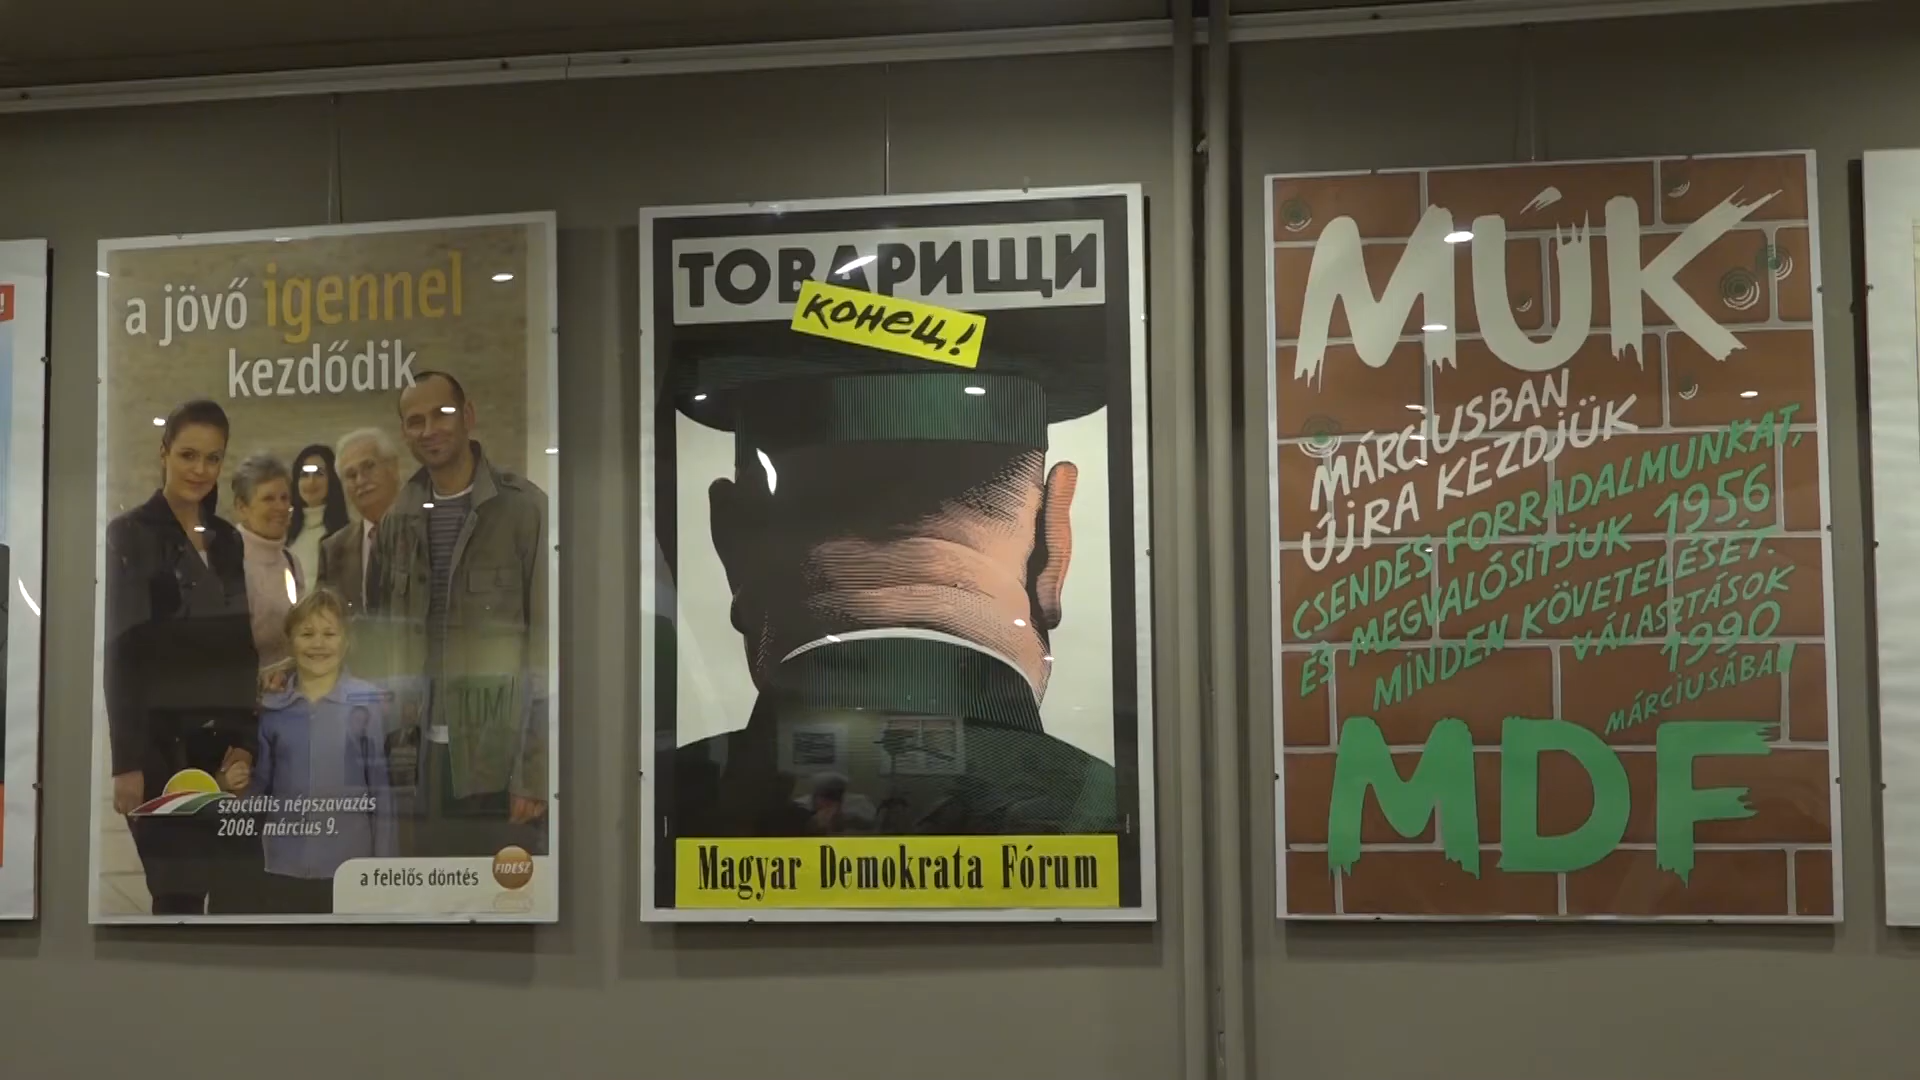 !
a jövő igennel
kezdődik
szociális népszavazás
2008. március 9.
a felelős döntés
FIDESZ
ТОВАРИЩИ
конец!
Magyar Demokrata Fórum
MÚK
MÁRCIUSBAN
ÚJRA KEZDJÜK
CSENDES FORRADALMUNKAT,
ÉS MEGVALÓSÍTJUK 1956
MINDEN KÖVETELÉSÉT.
VÁLASZTÁSOK
1990
MÁRCIUSÁBAN
MDF